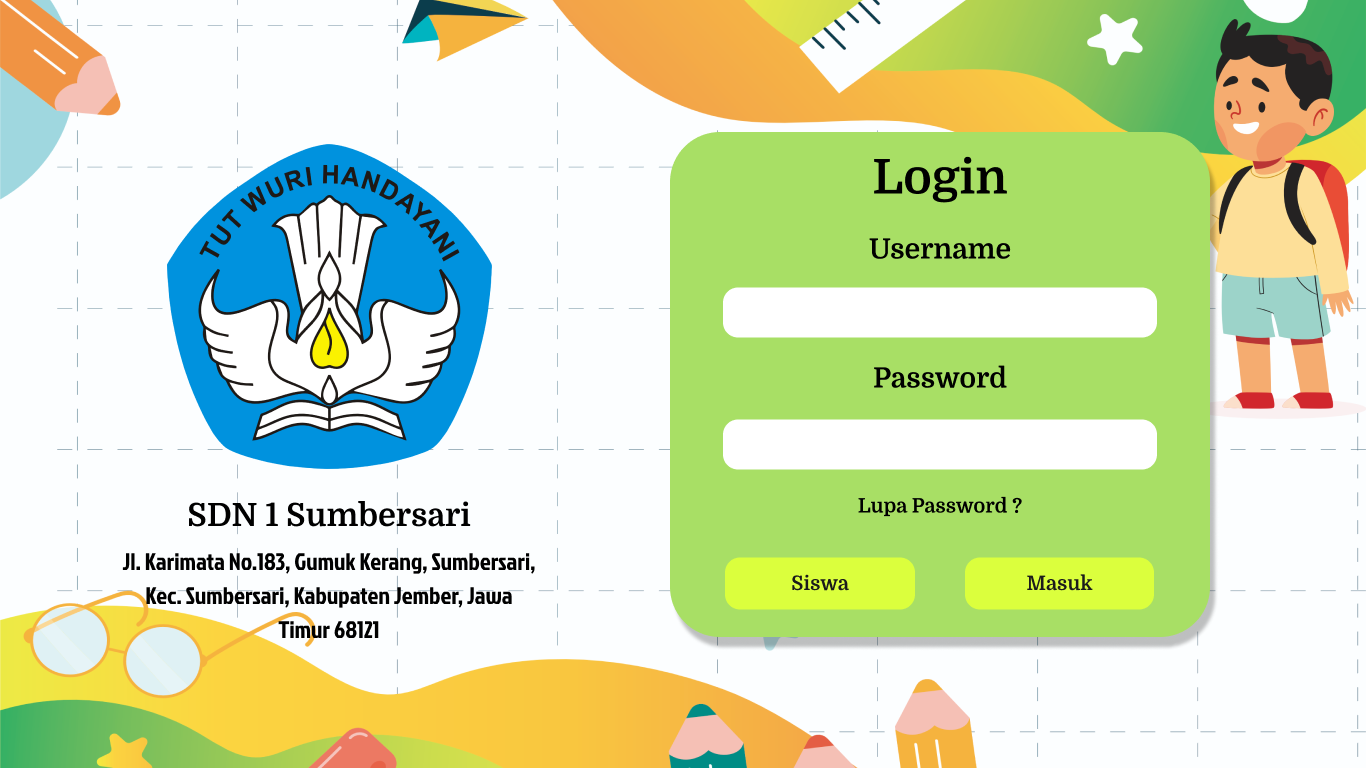 TUT WURI HANDAYANI
SDN 1 Sumbersari
Jl. Karimata No.183, Gumuk Kerang, Sumbersari,
Kec. Sumbersari, Kabupaten Jember, Jawa
Timur 68121
Login
Username
Password
Lupa Password ?
Siswa
Masuk